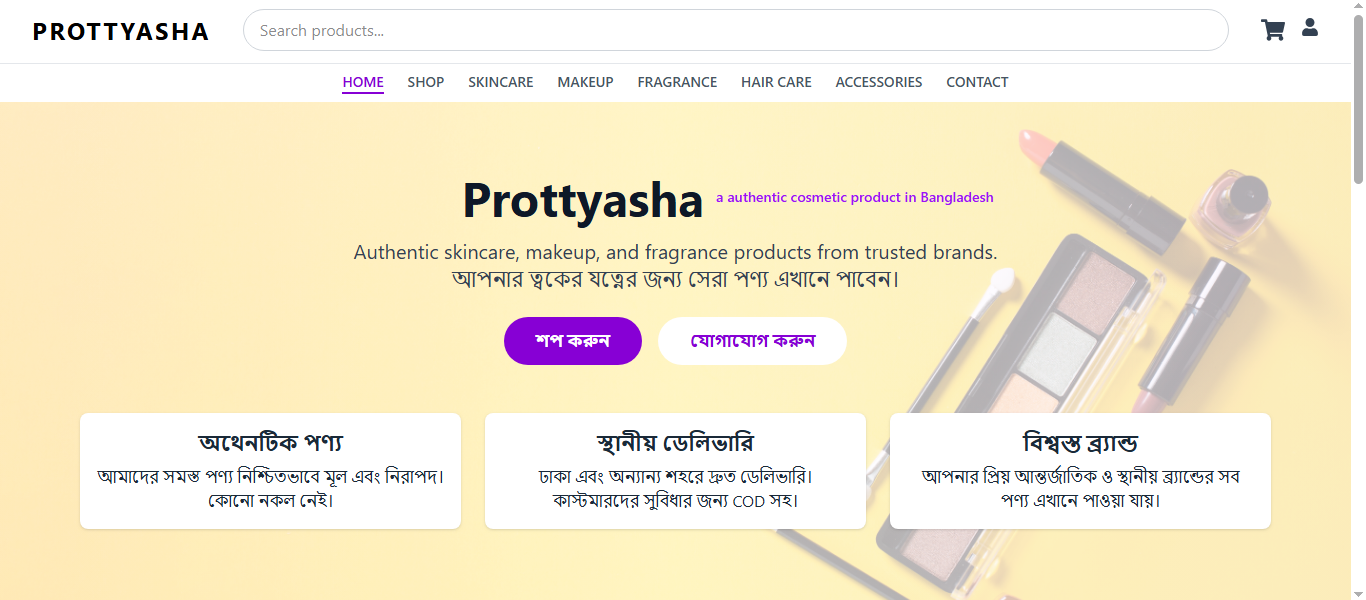 PROTTYASHA
Search products...
HOME SHOP SKINCARE MAKEUP FRAGRANCE HAIR CARE ACCESSORIES CONTACT
Prottyasha a authentic cosmetic product in Bangladesh
Authentic skincare, makeup, and fragrance products from trusted brands.
আপনার ত্বকের যত্নের জন্য সেরা পণ্য এখানে পাবেন।
শপ করুন যোগাযোগ করুন
অথেনটিক পণ্য
আমাদের সমস্ত পণ্য নিশ্চিতভাবে মূল এবং নিরাপদ।
কোনো নকল নেই।
স্থানীয় ডেলিভারি
ঢাকা এবং অন্যান্য শহরে দ্রুত ডেলিভারি।
কাস্টমারদের সুবিধার জন্য COD সহ।
বিশ্বস্ত ব্র্যান্ড
আপনার প্রিয় আন্তর্জাতিক ও স্থানীয় ব্র্যান্ডের সব
পণ্য এখানে পাওয়া যায়।